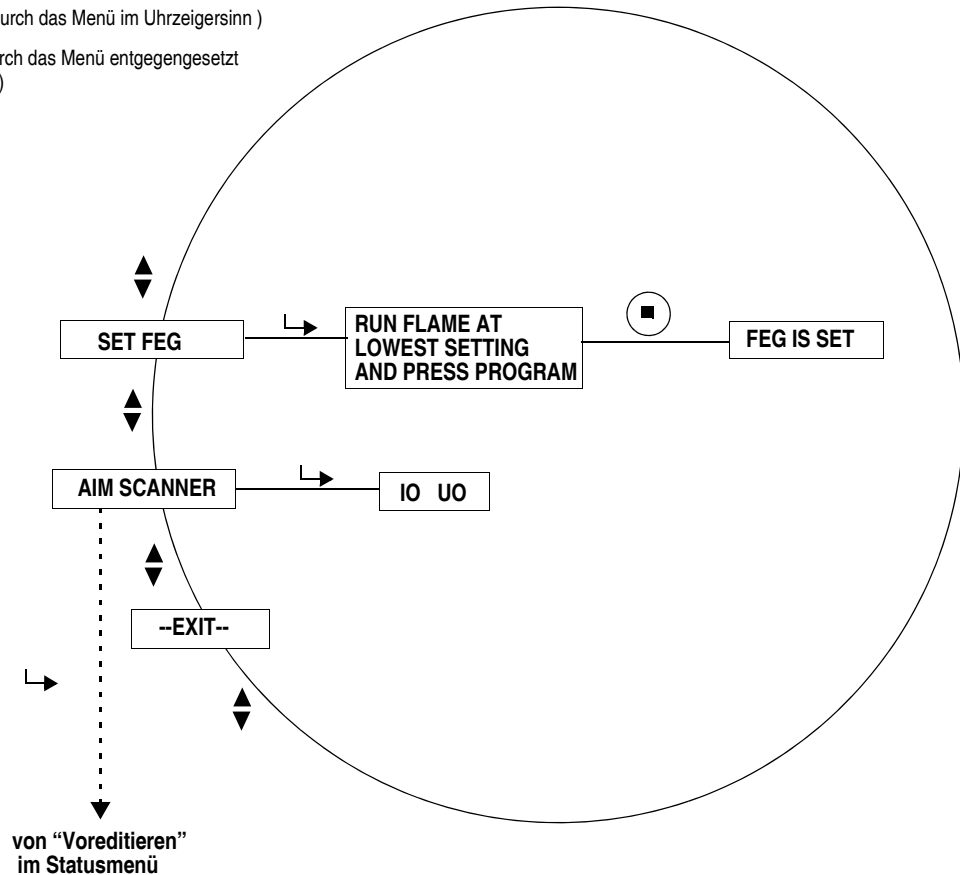 urch das Menü im Uhrzeigersinn )
rch das Menü entgegengesetzt
)
SET FEG
RUN FLAME AT
LOWEST SETTING
AND PRESS PROGRAM
FEG IS SET
AIM SCANNER
IO UO
--EXIT--
von “Voreditieren”
im Statusmenü